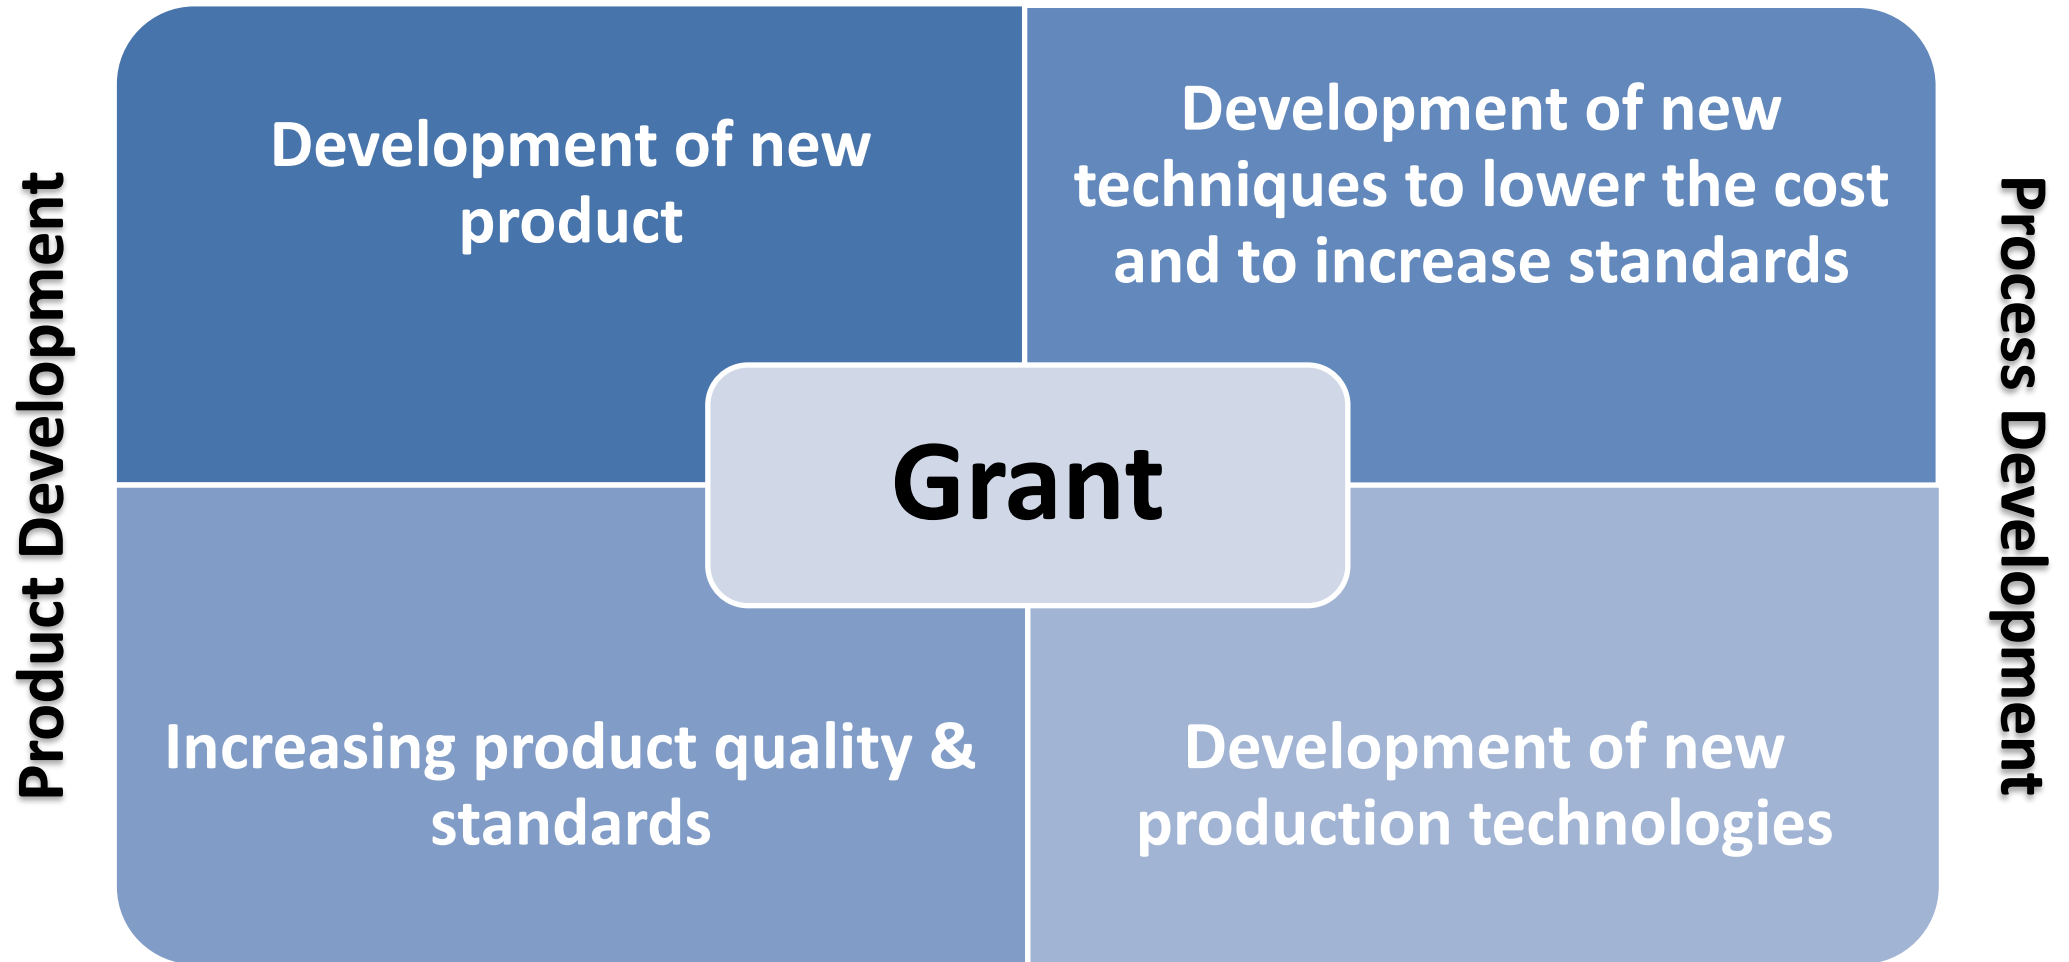 Product Development
Development of new
product
Development of new
techniques to lower the cost
and to increase standards
Grant
Increasing product quality &
standards
Development of new
production technologies
Process Development